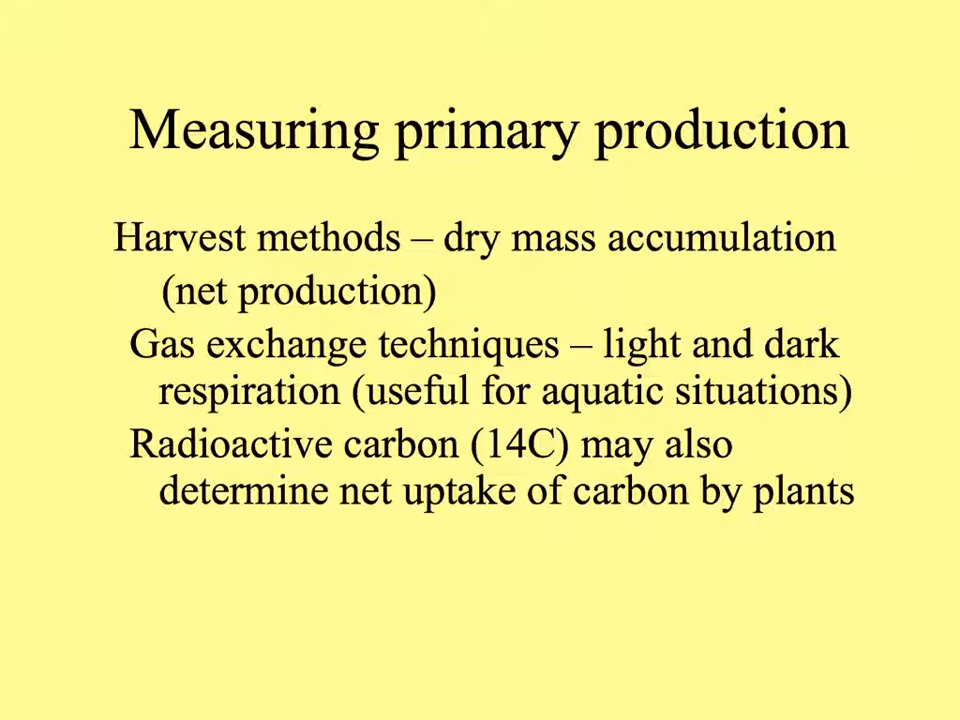 Measuring primary production
Harvest methods – dry mass accumulation
(net production)
Gas exchange techniques – light and dark
respiration (useful for aquatic situations)
Radioactive carbon (14C) may also
determine net uptake of carbon by plants